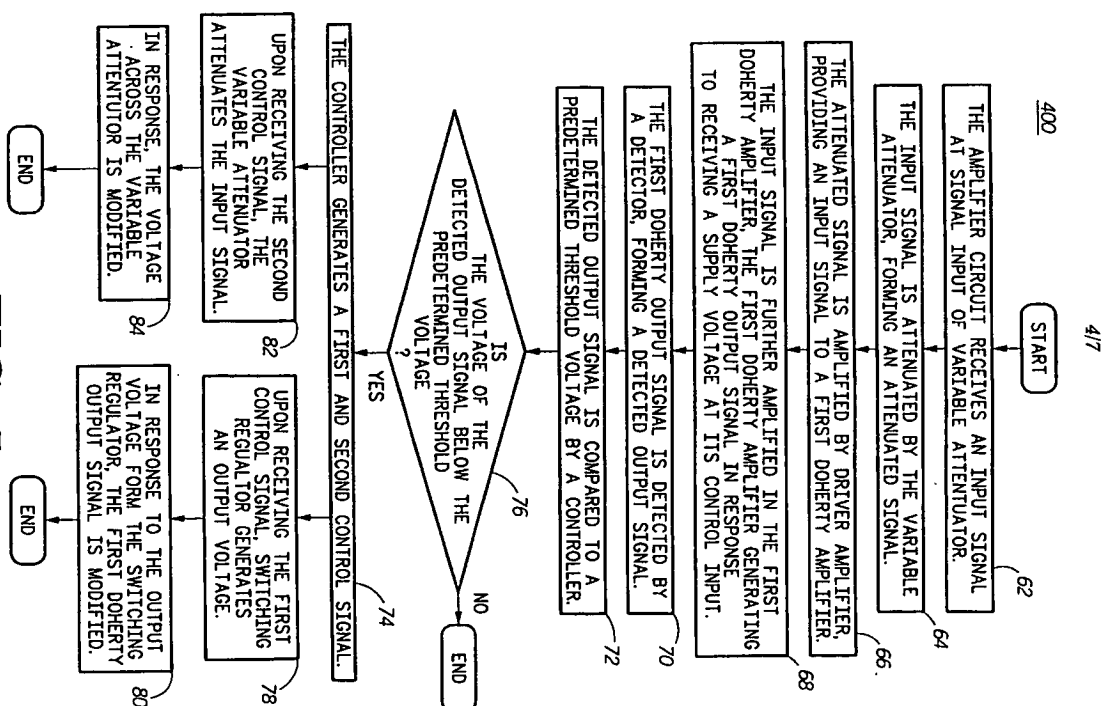 4/7
400
START
THE AMPLIFIER CIRCUIT RECEIVES AN INPUT SIGNAL
AT SIGNAL INPUT OF VARIABLE ATTENTUATOR.
62
THE INPUT SIGNAL IS ATTENUATED BY THE VARIABLE
ATTENUATOR, FORMING AN ATTENUATED SIGNAL.
64
THE ATTENUATED SIGNAL IS AMPLIFIED BY DRIVER AMPLIFIER,
PROVIDING AN INPUT SIGNAL TO A FIRST DOHERTY AMPLIFIER.
66
THE INPUT SIGNAL IS FURTHER AMPLIFIED IN THE FIRST
DOHERTY AMPLIFIER, THE FIRST DOHERTY AMPLIFIER GENERATING
A FIRST DOHERTY OUTPUT SIGNAL IN RESPONSE
TO RECEIVING A SUPPLY VOLTAGE AT ITS CONTROL INPUT.
68
THE FIRST DOHERTY OUTPUT SIGNAL IS DETECTED BY
A DETECTOR, FORMING A DETECTED OUTPUT SIGNAL.
70
THE DETECTED OUTPUT SIGNAL IS COMPARED TO A
PREDETERMINED THRESHOLD VOLTAGE BY A CONTROLLER.
72
IS
THE VOLTAGE OF THE
DETECTED OUTPUT SIGNAL BELOW THE
PREDETERMINED THRESHOLD
VOLTAGE
?
76
NO
END
YES
THE CONTROLLER GENERATES A FIRST AND SECOND CONTROL SIGNAL.
74
UPON RECEIVING THE SECOND
CONTROL SIGNAL, THE
VARIABLE ATTENUATOR
ATTENUATES THE INPUT SIGNAL.
82
UPON RECEIVING THE FIRST
CONTROL SIGNAL, SWITCHING
REGUALTOR GENERATES
AN OUTPUT VOLTAGE.
78
IN RESPONSE, THE VOLTAGE
ACROSS THE VARIABLE
ATTENTUTOR IS MODIFIED.
84
IN RESPONSE TO THE OUTPUT
VOLTAGE FORM THE SWITCHING
REGULATOR, THE FIRST DOHERTY
OUTPUT SIGNAL IS MODIFIED.
80
END
END